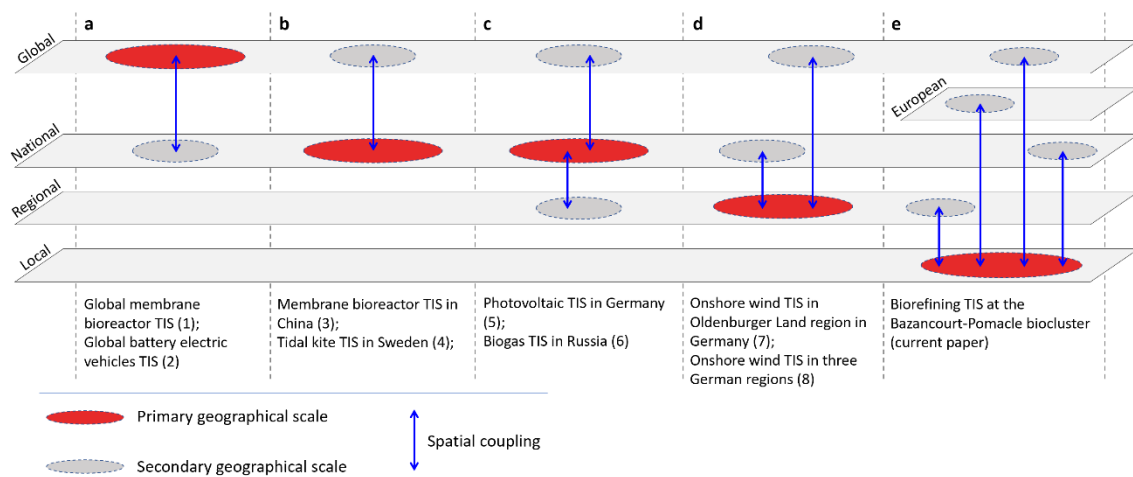 a
b
c
d
e
Global
European
National
Regional
Local
Global membrane
bioreactor TIS (1);
Global battery electric
vehicles TIS (2)
Membrane bioreactor TIS in
China (3);
Tidal kite TIS in Sweden (4);
Photovoltaic TIS in Germany
(5);
Biogas TIS in Russia (6)
Onshore wind TIS in
Oldenburger Land region in
Germany (7);
Onshore wind TIS in three
German regions (8)
Biorefining TIS at the
Bazancourt-Pomacle biocluster
(current paper)
Primary geographical scale
Secondary geographical scale
Spatial coupling